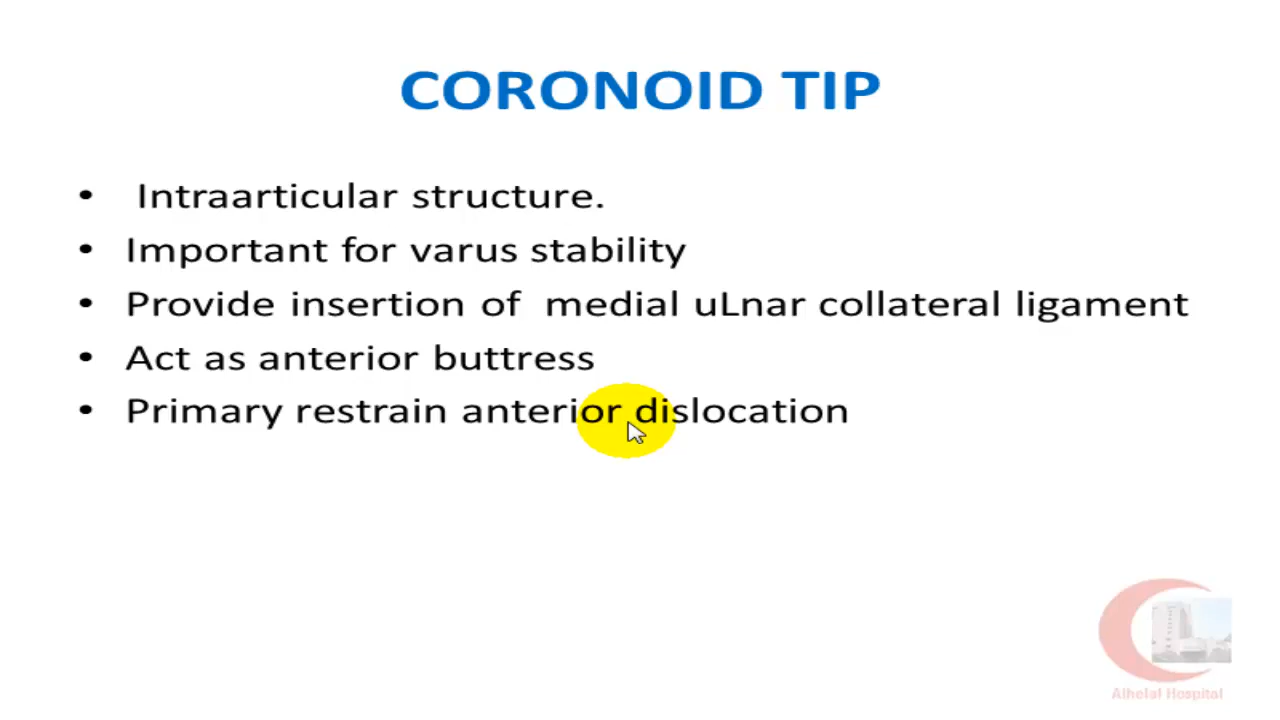 CORONOID TIP
• Intraarticular structure.
• Important for varus stability
• Provide insertion of medial uLnar collateral ligament
• Act as anterior buttress
• Primary restrain anterior dislocation
Alhelal Hospital